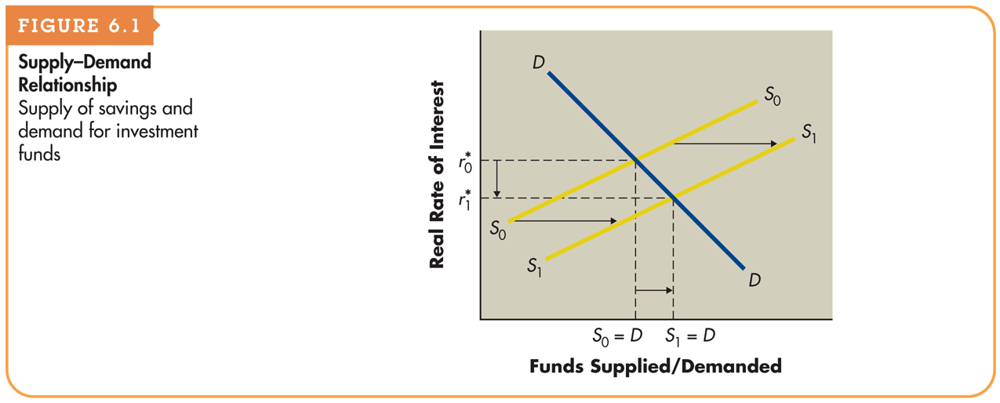 FIGURE 6.1
Supply–Demand
Relationship
Supply of savings and
demand for investment
funds
Real Rate of Interest
D
S₀
S₁
r₀*
r₁*
S₀
S₁
D
S₀ = D
S₁ = D
Funds Supplied/Demanded